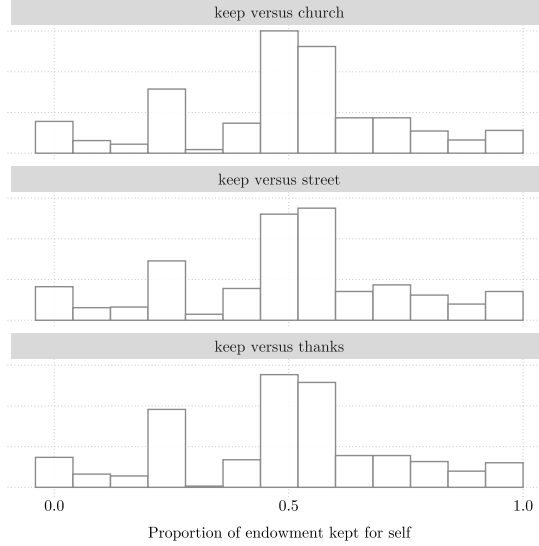 keep versus church
keep versus street
keep versus thanks
0.0 0.5 1.0
Proportion of endowment kept for self